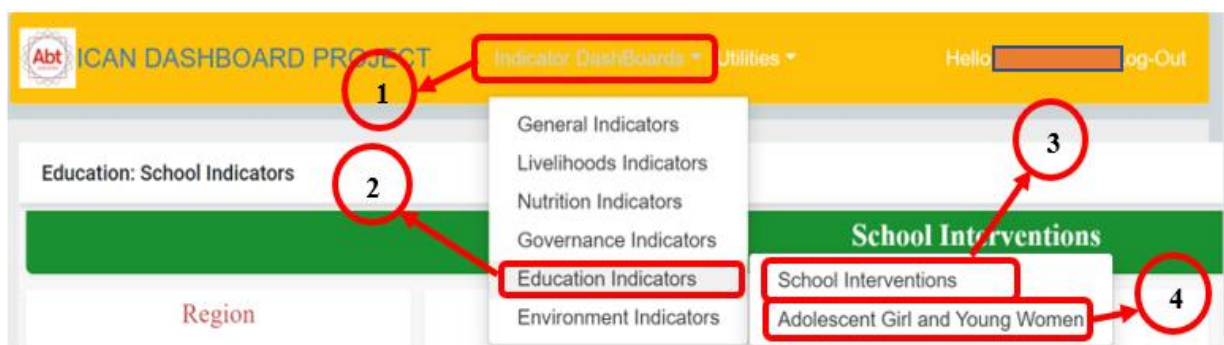 Abt
ICAN DASHBOARD PROJECT
Indicator DashBoards
Utilities
Hello
og-Out
1
General Indicators
3
Livelihoods Indicators
Education: School Indicators
2
Nutrition Indicators
Governance Indicators
School Interventions
Education Indicators
School Interventions
4
Region
Environment Indicators
Adolescent Girl and Young Women